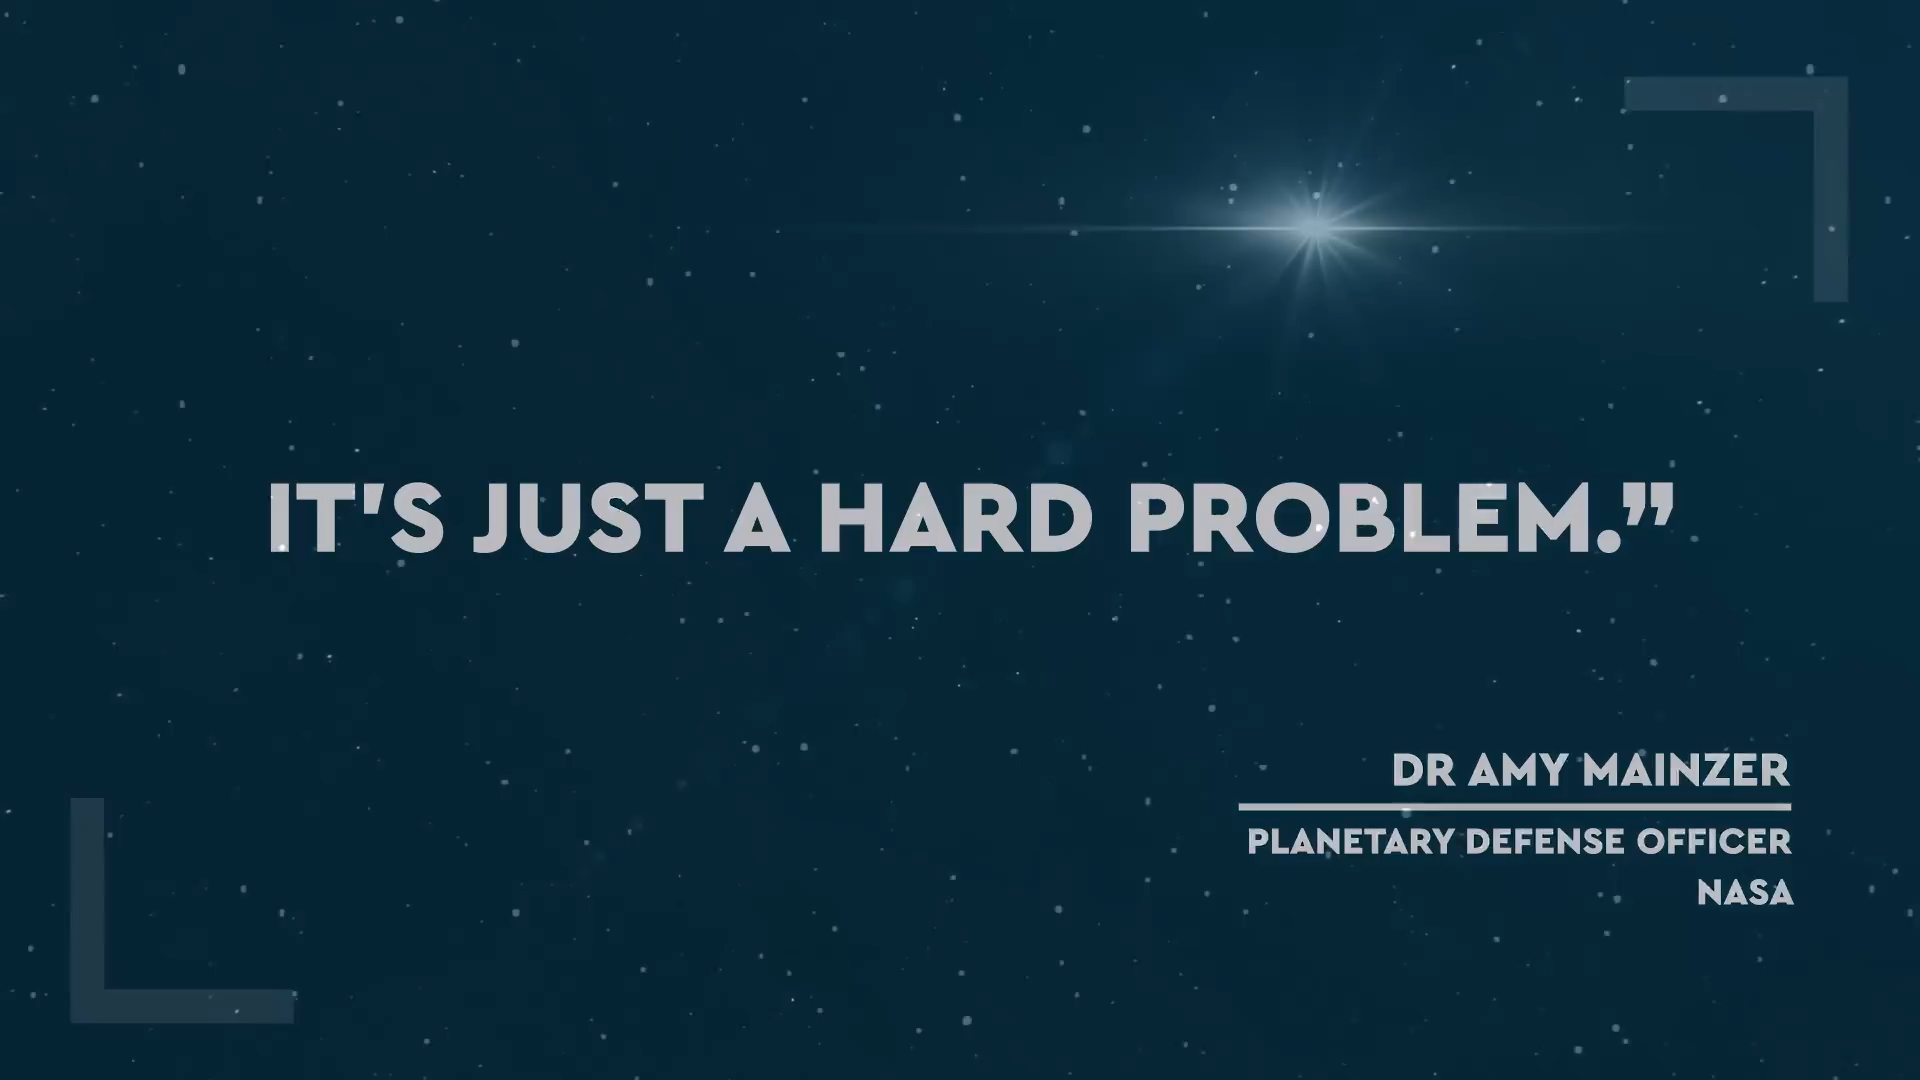 IT'S JUST A HARD PROBLEM.”
DR AMY MAINZER
PLANETARY DEFENSE OFFICER
NASA